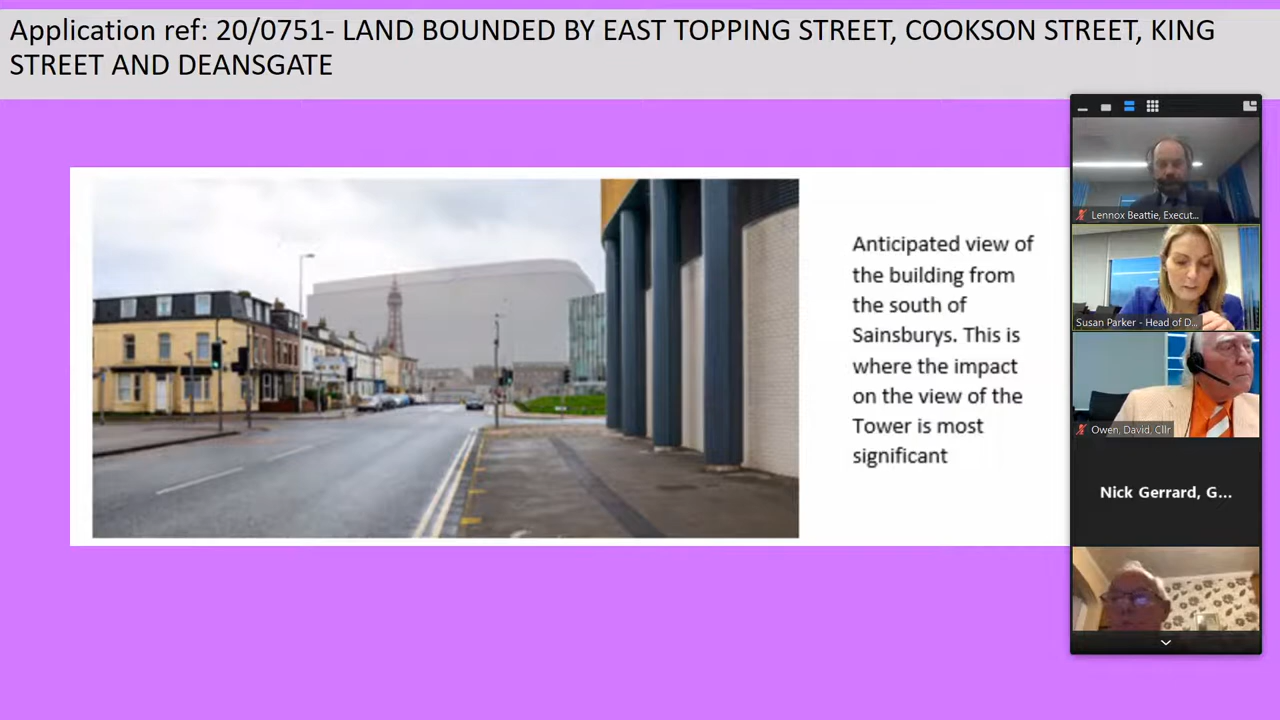 Application ref: 20/0751- LAND BOUNDED BY EAST TOPPING STREET, COOKSON STREET, KING
STREET AND DEANSGATE
Anticipated view of
the building from
the south of
Sainsburys. This is
where the impact
on the view of the
Tower is most
significant
Lennox Beattie, Execut...
Susan Parker - Head of D...
Owen, David, Cllr
Nick Gerrard, G...